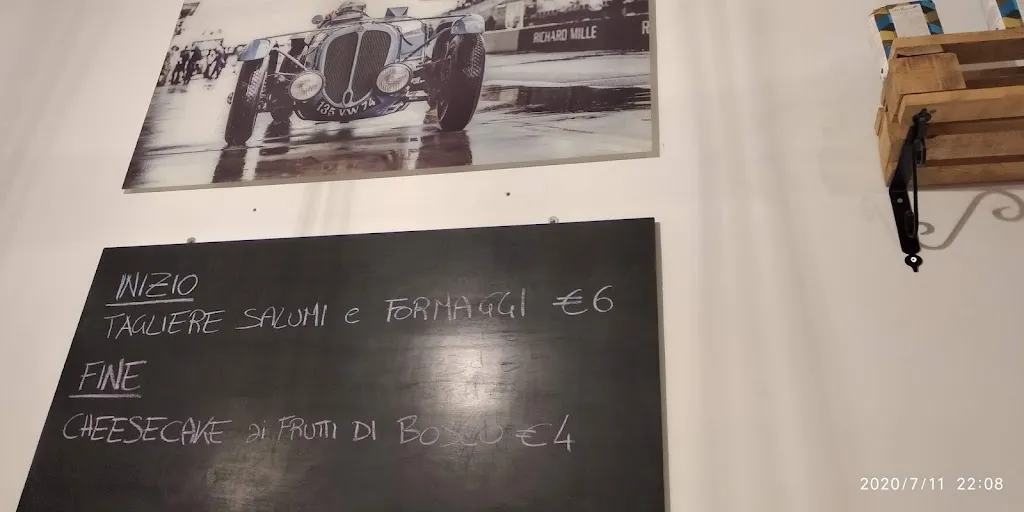 RICHARD MILLE
R
135 VW 74
INIZIO
TAGLIERE SALUMI e FORMAGGI €6
FINE
CHEESECAKE ai FRUTTI DI BOSCO €4
2020/7/11 22:08